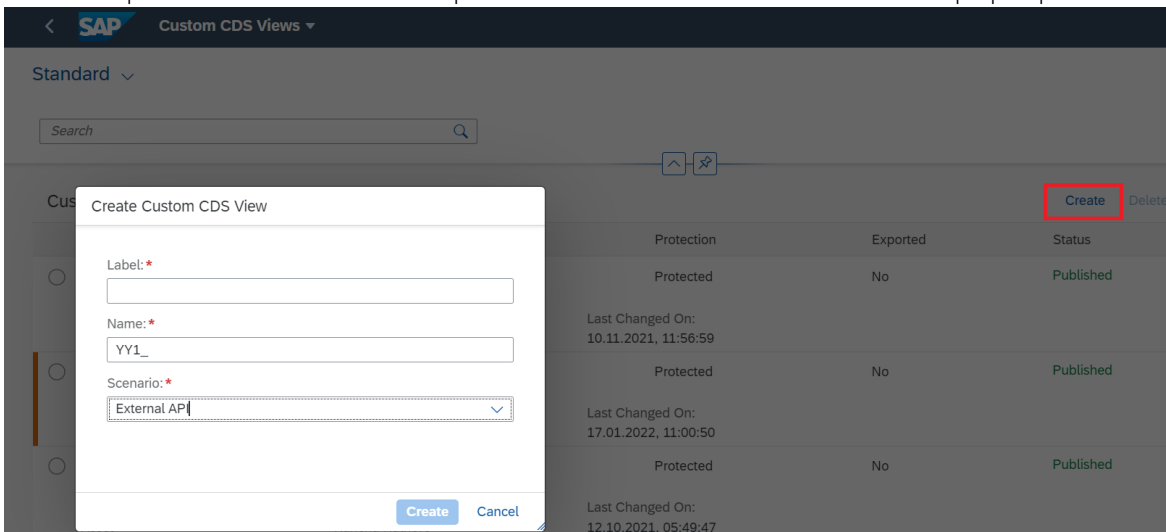 SAP Custom CDS Views
Standard
Search
Cus
Create Delete
Create Custom CDS View
Protection Exported Status
Label:*
Protected No Published
Name:*
Last Changed On:
10.11.2021, 11:56:59
YY1_
Protected No Published
Scenario:*
External API
Last Changed On:
17.01.2022, 11:00:50
Protected No Published
Create Cancel
Last Changed On:
12.10.2021, 05:49:47